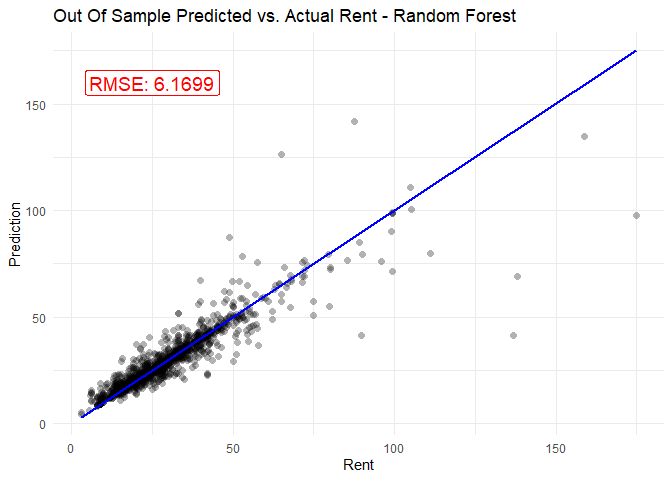 Out Of Sample Predicted vs. Actual Rent - Random Forest
RMSE: 6.1699
150
100
50
0
Prediction
0 50 100 150
Rent